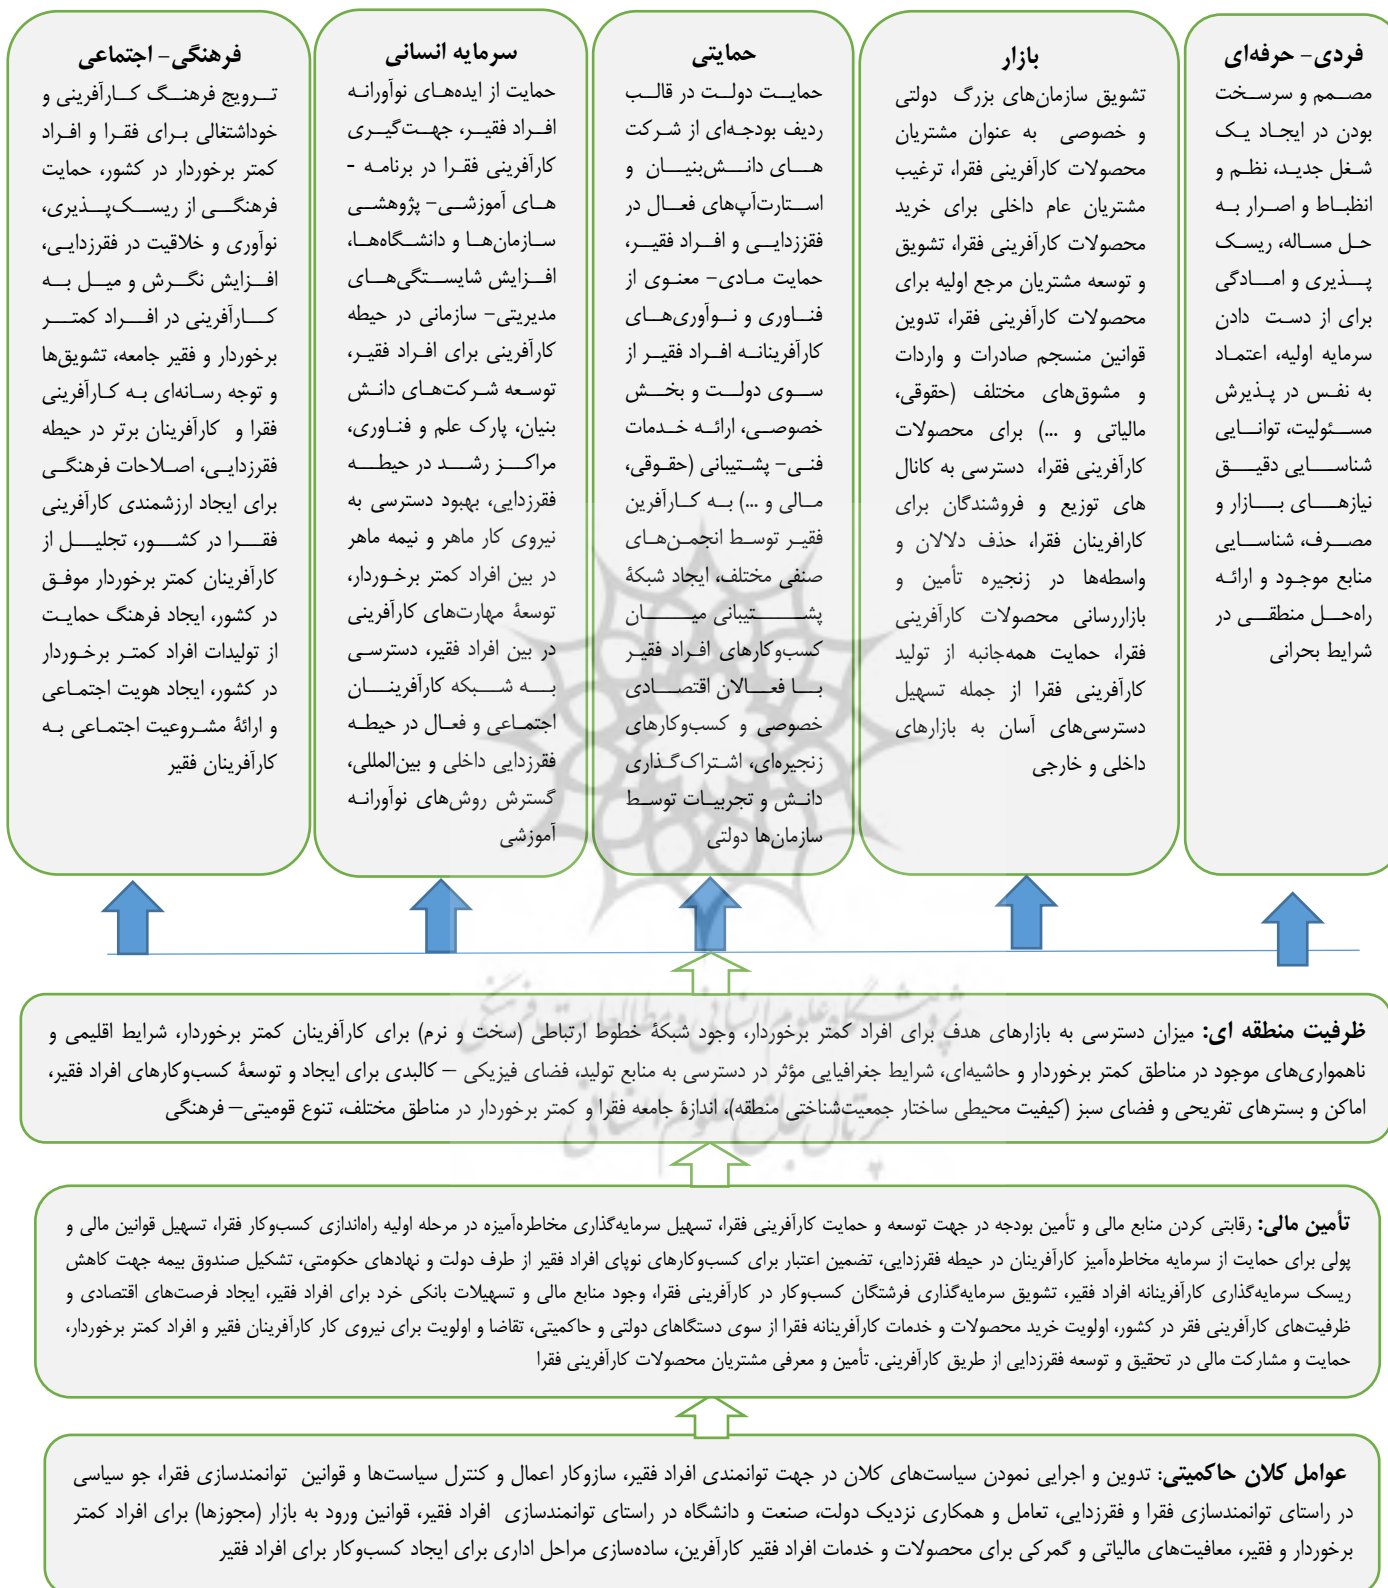 فردی- حرفه‌ای
مصمم و سرسخت
بودن در ایجاد یک
شغل جدید، نظم و
انظباط و اصرار به
حل مساله، ریسک
پذیری و امادگی
برای از دست دادن
سرمایه اولیه، اعتماد
به نفس در پذیرش
مسئولیت، توانایی
شناسایی دقیق
نیازهای بازار و
مصرف، شناسایی
منابع موجود و ارائه
راه‌حل منطقی در
شرایط بحرانی
بازار
تشویق سازمان‌های بزرگ دولتی
و خصوصی به عنوان مشتریان
محصولات کارآفرینی فقرا، ترغیب
مشتریان عام داخلی برای خرید
محصولات کارآفرینی فقرا، تشویق
و توسعه مشتریان مرجع اولیه برای
محصولات کارآفرینی فقرا، تدوین
قوانین منسجم صادرات و واردات
و مشوق‌های مختلف (حقوقی،
مالیاتی و ...) برای محصولات
کارآفرینی فقرا، دسترسی به کانال
های توزیع و فروشندگان برای
کارافرینان فقرا، حذف دلالان و
واسطه‌ها در زنجیره تأمین و
بازاررسانی محصولات کارآفرینی
فقرا، حمایت همه‌جانبه از تولید
کارآفرینی فقرا از جمله تسهیل
دسترسی‌های آسان به بازارهای
داخلی و خارجی
حمایتی
حمایت دولت در قالب
ردیف بودجه‌ای از شرکت
های دانش‌بنیان و
استارت‌آپ‌های فعال در
فقززدایی و افراد فقیر،
حمایت مادی- معنوی از
فناوری و نوآوری‌های
کارآفرینانه افراد فقیر از
سوی دولت و بخش
خصوصی، ارائه خدمات
فنی- پشتیبانی (حقوقی،
مالی و ...) به کارآفرین
فقیر توسط انجمن‌های
صنفی مختلف، ایجاد شبکهٔ
پشتیبانی میان
کسب‌وکارهای افراد فقیر
با فعالان اقتصادی
خصوصی و کسب‌وکارهای
زنجیره‌ای، اشتراک‌گذاری
دانش و تجربیات توسط
سازمان‌ها دولتی
سرمایه انسانی
حمایت از ایده‌های نوآورانه
افراد فقیر، جهت‌گیری
کارآفرینی فقرا در برنامه -
های آموزشی- پژوهشی
سازمان‌ها و دانشگاه‌ها،
افزایش شایستگی‌های
مدیریتی- سازمانی در حیطه
کارآفرینی برای افراد فقیر،
توسعه شرکت‌های دانش
بنیان، پارک علم و فناوری،
مراکز رشد در حیطه
فقرزدایی، بهبود دسترسی به
نیروی کار ماهر و نیمه ماهر
در بین افراد کمتر برخوردار،
توسعهٔ مهارت‌های کارآفرینی
در بین افراد فقیر، دسترسی
به شبکه کارآفرینان
اجتماعی و فعال در حیطه
فقرزدایی داخلی و بین‌المللی،
گسترش روش‌های نوآورانه
آموزشی
فرهنگی- اجتماعی
ترویج فرهنگ کارآفرینی و
خوداشتغالی برای فقرا و افراد
کمتر برخوردار در کشور، حمایت
فرهنگی از ریسک‌پذیری،
نوآوری و خلاقیت در فقرزدایی،
افزایش نگرش و میل به
کارآفرینی در افراد کمتر
برخوردار و فقیر جامعه، تشویق‌ها
و توجه رسانه‌ای به کارآفرینی
فقرا و کارآفرینان برتر در حیطه
فقرزدایی، اصلاحات فرهنگی
برای ایجاد ارزشمندی کارآفرینی
فقرا در کشور، تجلیل از
کارآفرینان کمتر برخوردار موفق
در کشور، ایجاد فرهنگ حمایت
از تولیدات افراد کمتر برخوردار
در کشور، ایجاد هویت اجتماعی
و ارائهٔ مشروعیت اجتماعی به
کارآفرینان فقیر
پژوهشگاه علوم انسانی و مطالعات فرهنگی
ظرفیت منطقه ای: میزان دسترسی به بازارهای هدف برای افراد کمتر برخوردار، وجود شبکهٔ خطوط ارتباطی (سخت و نرم) برای کارآفرینان کمتر برخوردار، شرایط اقلیمی و
ناهمواری‌های موجود در مناطق کمتر برخوردار و حاشیه‌ای، شرایط جغرافیایی مؤثر در دسترسی به منابع تولید، فضای فیزیکی – کالبدی برای ایجاد و توسعهٔ کسب‌وکارهای افراد فقیر،
اماکن و بسترهای تفریحی و فضای سبز (کیفیت محیطی ساختار جمعیت‌شناختی منطقه)، اندازهٔ جامعه فقرا و کمتر برخوردار در مناطق مختلف، تنوع قومیتی– فرهنگی
پرتال جامع علوم انسانی
تأمین مالی: رقابتی کردن منابع مالی و تأمین بودجه در جهت توسعه و حمایت کارآفرینی فقرا، تسهیل سرمایه‌گذاری مخاطره‌آمیزه در مرحله اولیه راه‌اندازی کسب‌وکار فقرا، تسهیل قوانین مالی و
پولی برای حمایت از سرمایه مخاطره‌آمیز کارآفرینان در حیطه فقرزدایی، تضمین اعتبار برای کسب‌وکارهای نوپای افراد فقیر از طرف دولت و نهادهای حکومتی، تشکیل صندوق بیمه جهت کاهش
ریسک سرمایه‌گذاری کارآفرینانه افراد فقیر، تشویق سرمایه‌گذاری فرشتگان کسب‌وکار در کارآفرینی فقرا، وجود منابع مالی و تسهیلات بانکی خرد برای افراد فقیر، ایجاد فرصت‌های اقتصادی و
ظرفیت‌های کارآفرینی فقر در کشور، اولویت خرید محصولات و خدمات کارآفرینانه فقرا از سوی دستگاهای دولتی و حاکمیتی، تقاضا و اولویت برای نیروی کار کارآفرینان فقیر و افراد کمتر برخوردار،
حمایت و مشارکت مالی در تحقیق و توسعه فقرزدایی از طریق کارآفرینی. تأمین و معرفی مشتریان محصولات کارآفرینی فقرا
عوامل کلان حاکمیتی: تدوین و اجرایی نمودن سیاست‌های کلان در جهت توانمندی افراد فقیر، سازوکار اعمال و کنترل سیاست‌ها و قوانین توانمندسازی فقرا، جو سیاسی
در راستای توانمندسازی فقرا و فقرزدایی، تعامل و همکاری نزدیک دولت، صنعت و دانشگاه در راستای توانمندسازی افراد فقیر، قوانین ورود به بازار (مجوزها) برای افراد کمتر
برخوردار و فقیر، معافیت‌های مالیاتی و گمرکی برای محصولات و خدمات افراد فقیر کارآفرین، ساده‌سازی مراحل اداری برای ایجاد کسب‌وکار برای افراد فقیر